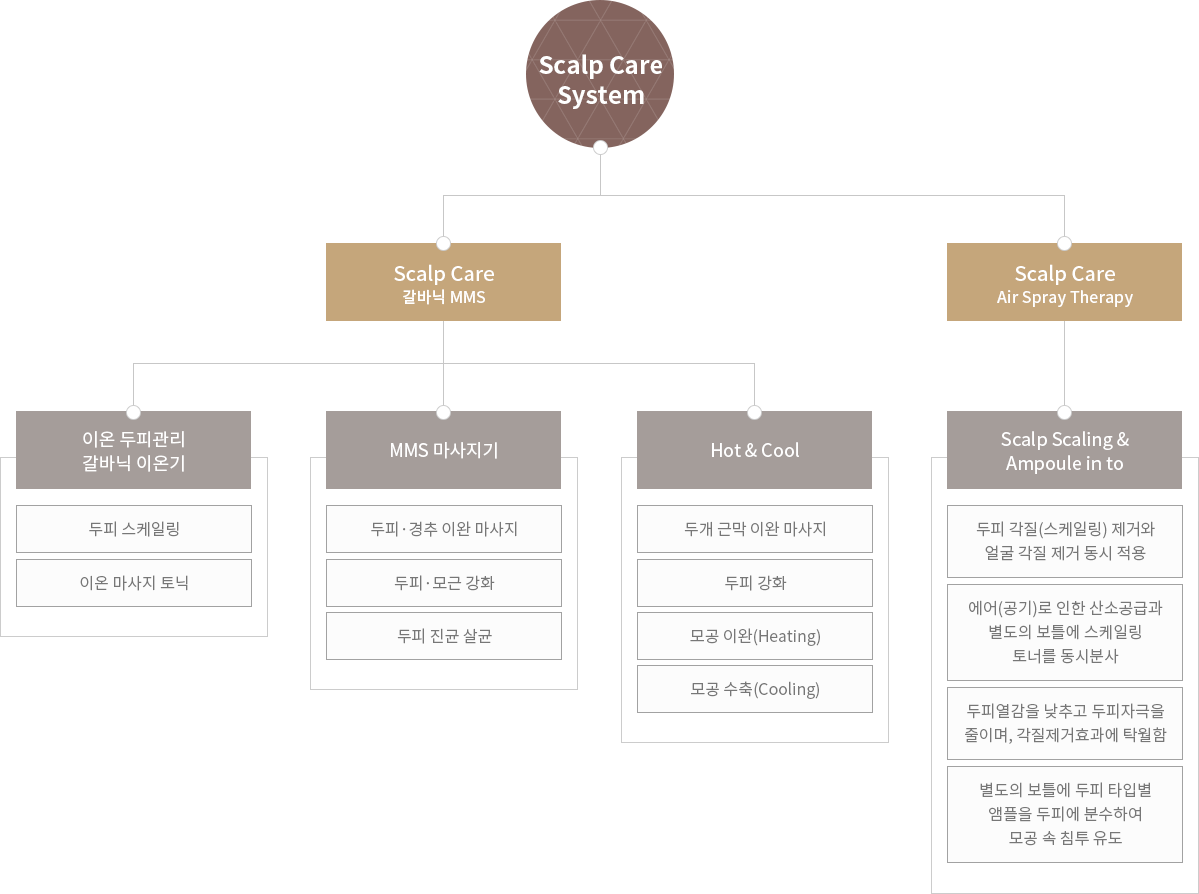 Scalp Care
System
Scalp Care
갈바닉 MMS
Scalp Care
Air Spray Therapy
이온 두피관리
갈바닉 이온기
두피 스케일링
이온 마사지 토닉
MMS 마사지기
두피·경추 이완 마사지
두피·모근 강화
두피 진균 살균
Hot & Cool
두개 근막 이완 마사지
두피 강화
모공 이완(Heating)
모공 수축(Cooling)
Scalp Scaling &
Ampoule in to
두피 각질(스케일링) 제거와
얼굴 각질 제거 동시 적용
에어(공기)로 인한 산소공급과
별도의 보틀에 스케일링
토너를 동시분사
두피열감을 낮추고 두피자극을
줄이며, 각질제거효과에 탁월함
별도의 보틀에 두피 타입별
앰플을 두피에 분수하여
모공 속 침투 유도